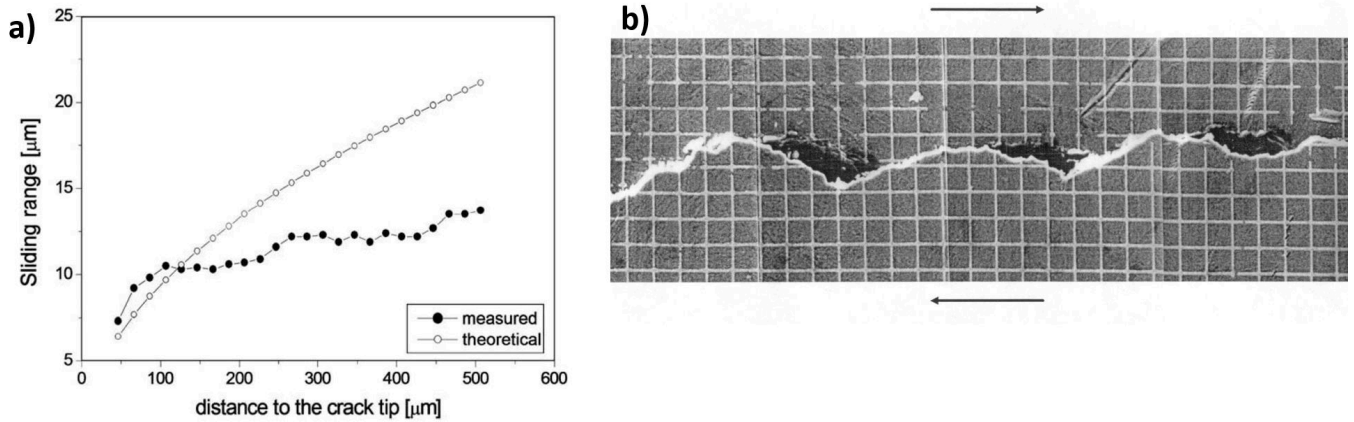 a)
25
20
15
10
5
Sliding range [μm]
measured
theoretical
0
100
200
300
400
500
600
distance to the crack tip [μm]
b)